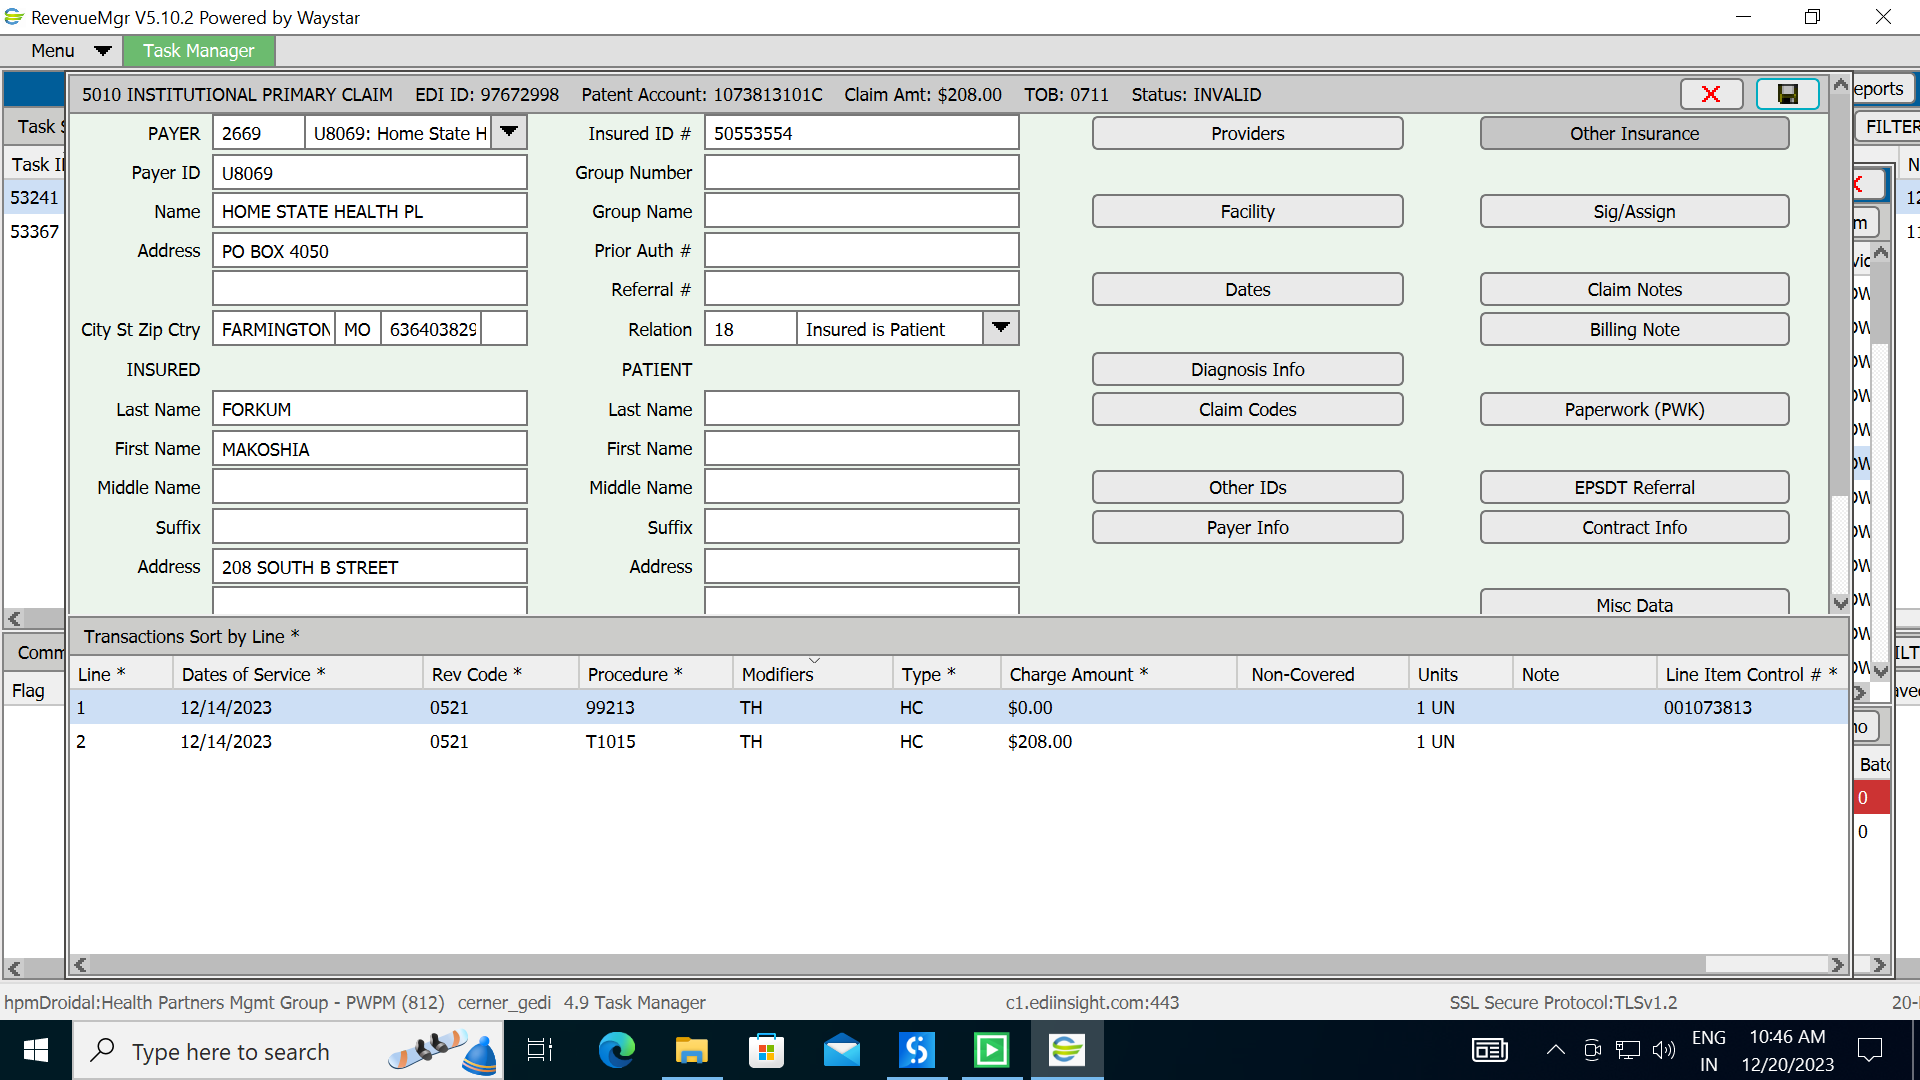 RevenueMgr V5.10.2 Powered by Waystar
Menu Task Manager
5010 INSTITUTIONAL PRIMARY CLAIM EDI ID: 97672998 Patent Account: 1073813101C Claim Amt: $208.00 TOB: 0711 Status: INVALID
eports
Task S
FILTER
Task II
53241
53367
PAYER 2669 U8069: Home State H Insured ID # 50553554 Providers Other Insurance
Payer ID U8069 Group Number
Name HOME STATE HEALTH PL Group Name Facility Sig/Assign
Address PO BOX 4050 Prior Auth #
Referral # Dates Claim Notes
City St Zip Ctry FARMINGTON MO 636403829 Relation 18 Insured is Patient Billing Note
INSURED PATIENT Diagnosis Info
Last Name FORKUM Last Name Claim Codes Paperwork (PWK)
First Name MAKOSHIA First Name
Middle Name Middle Name Other IDs EPSDT Referral
Suffix Suffix Payer Info Contract Info
Address 208 SOUTH B STREET Address
Misc Data
Transactions Sort by Line *
Comm
Flag
Line * Dates of Service * Rev Code * Procedure * Modifiers Type * Charge Amount * Non-Covered Units Note Line Item Control # *
1 12/14/2023 0521 99213 TH HC $0.00 1 UN 001073813
2 12/14/2023 0521 T1015 TH HC $208.00 1 UN
Batc
0
0
hpmDroidal:Health Partners Mgmt Group - PWPM (812) cerner_gedi 4.9 Task Manager c1.ediinsight.com:443 SSL Secure Protocol:TLSv1.2 20-
Type here to search
ENG
IN
10:46 AM
12/20/2023